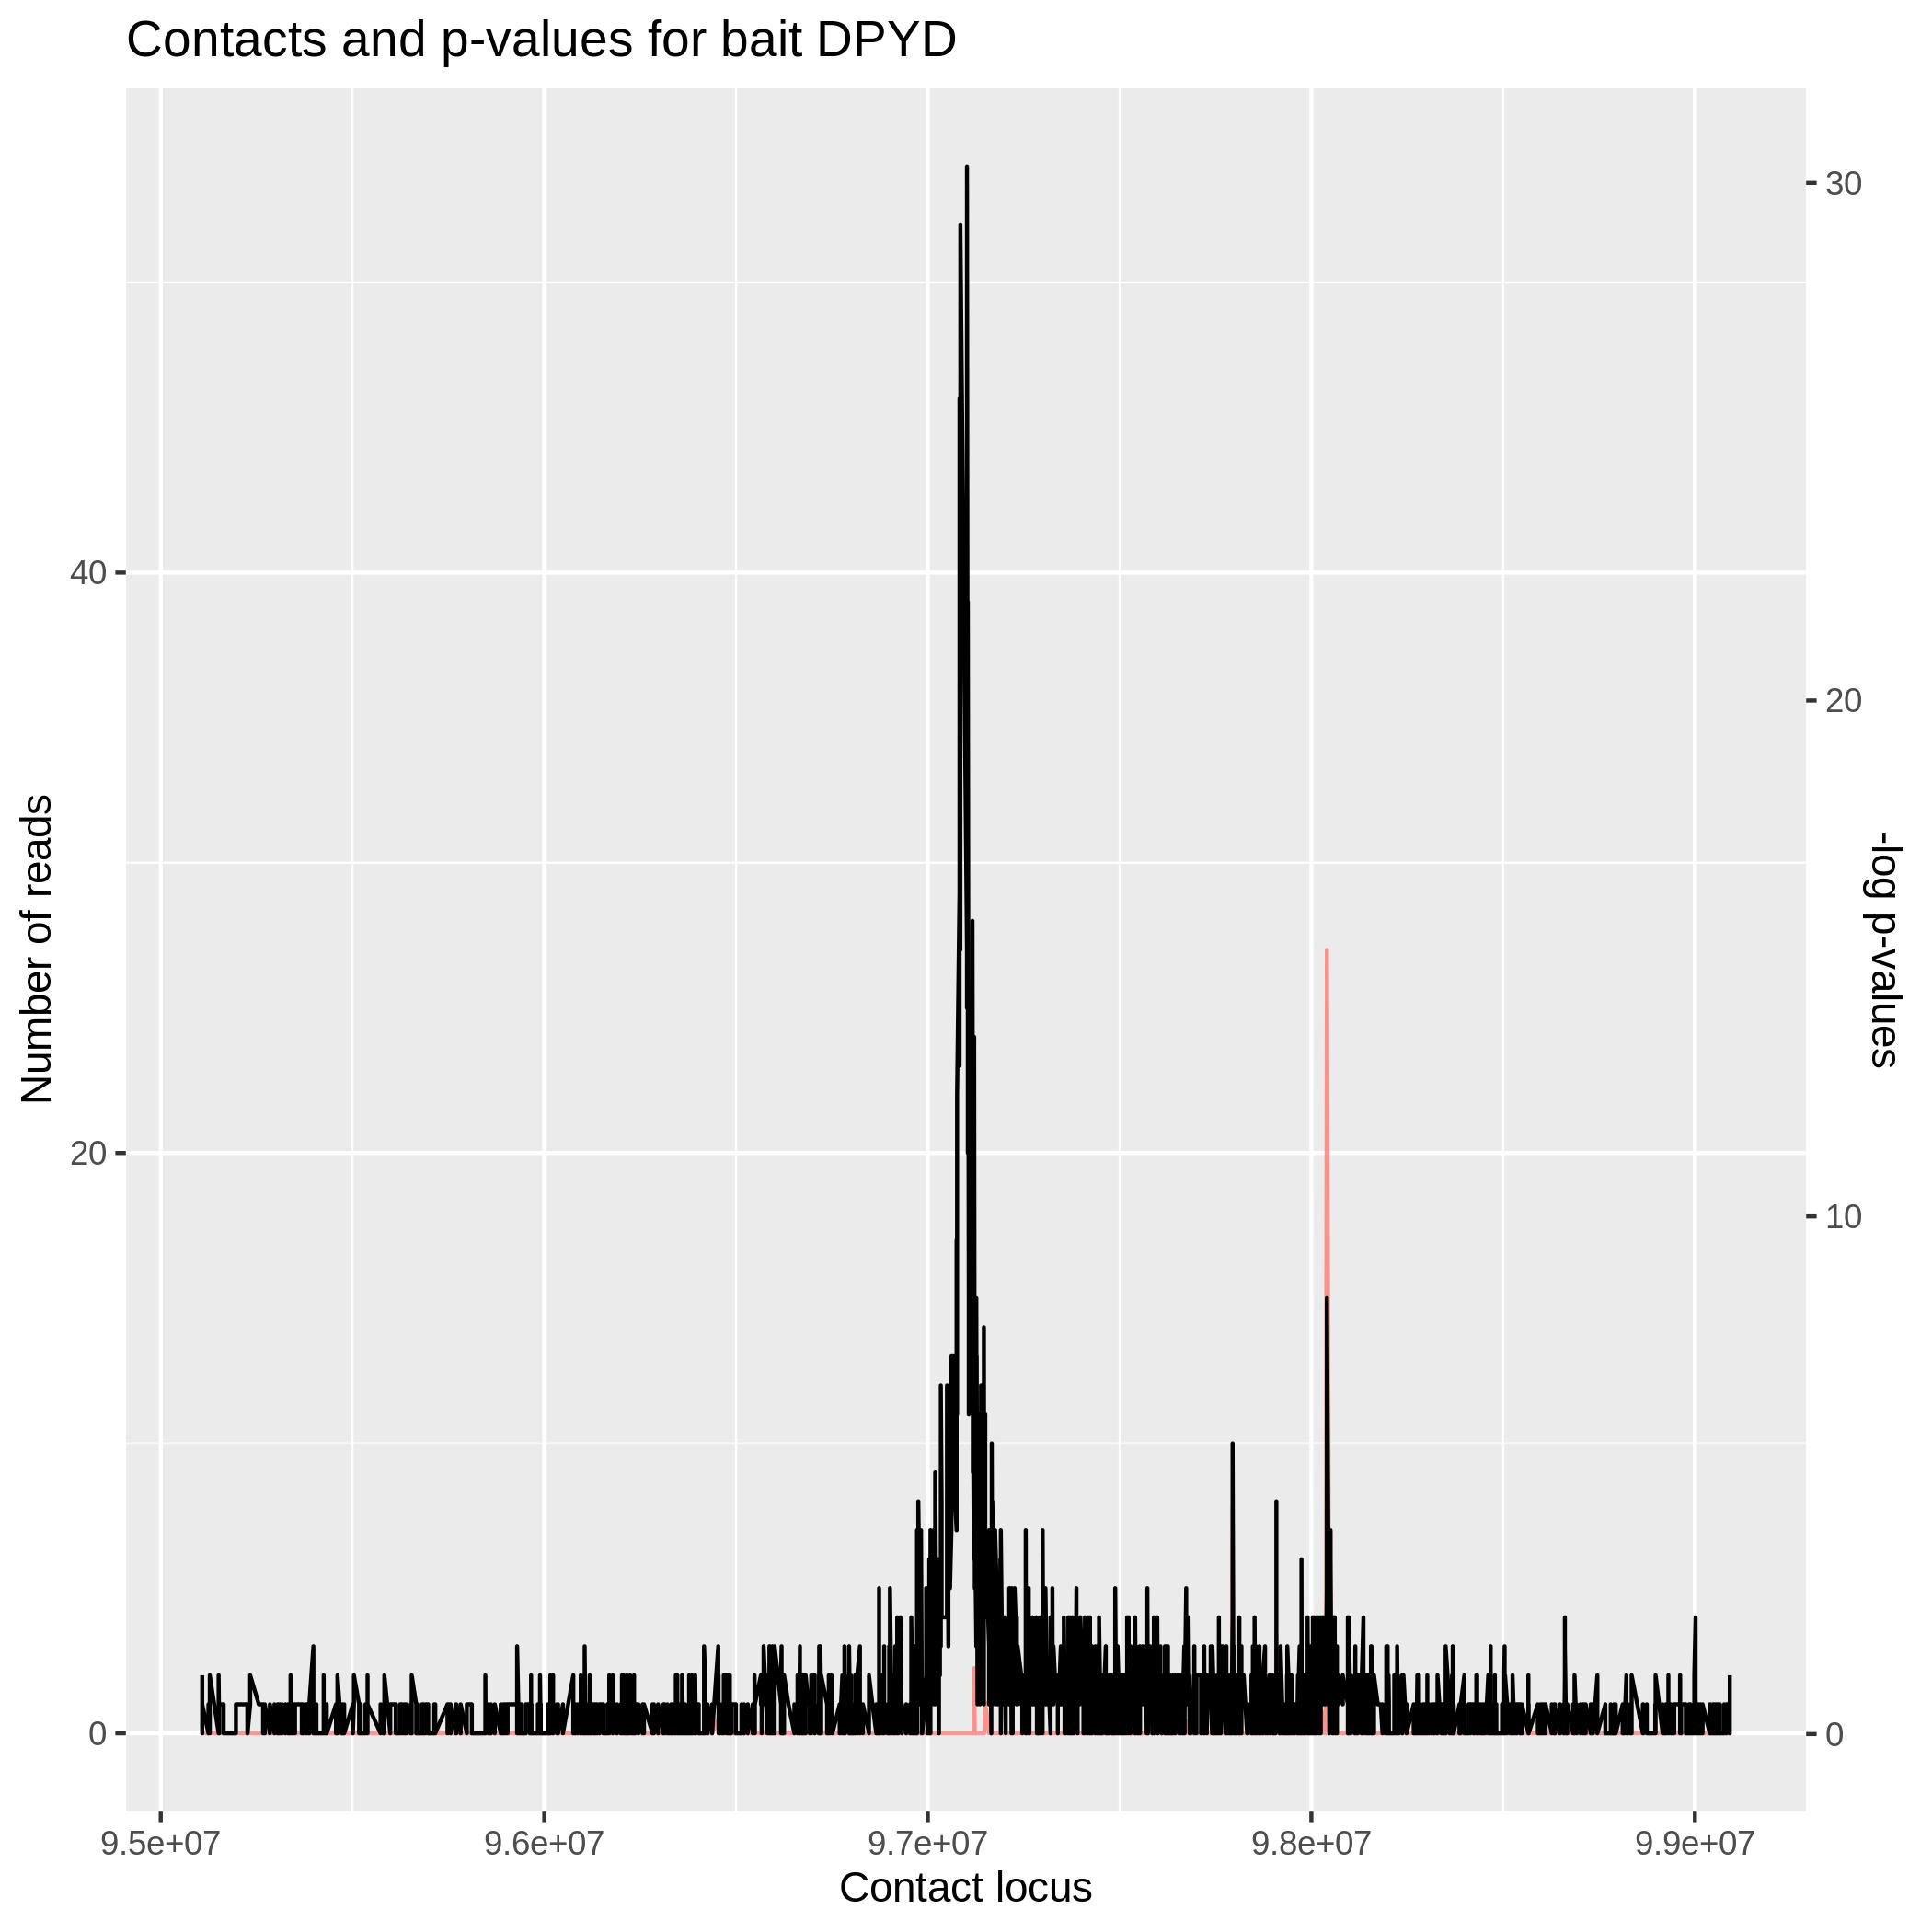 Contacts and p-values for bait DPYD
30
40
20
20
10
0
0
Number of reads
-log p-values
9.5e+07 9.6e+07 9.7e+07 9.8e+07 9.9e+07
Contact locus